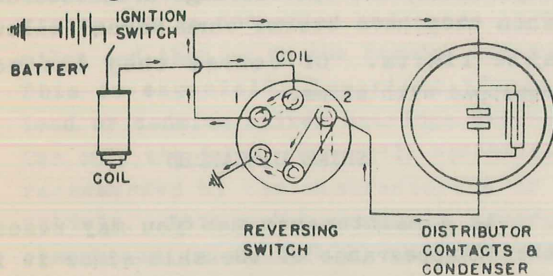 IGNITION
SWITCH
BATTERY
COIL
COIL
1
2
REVERSING
SWITCH
DISTRIBUTOR
CONTACTS &
CONDENSER